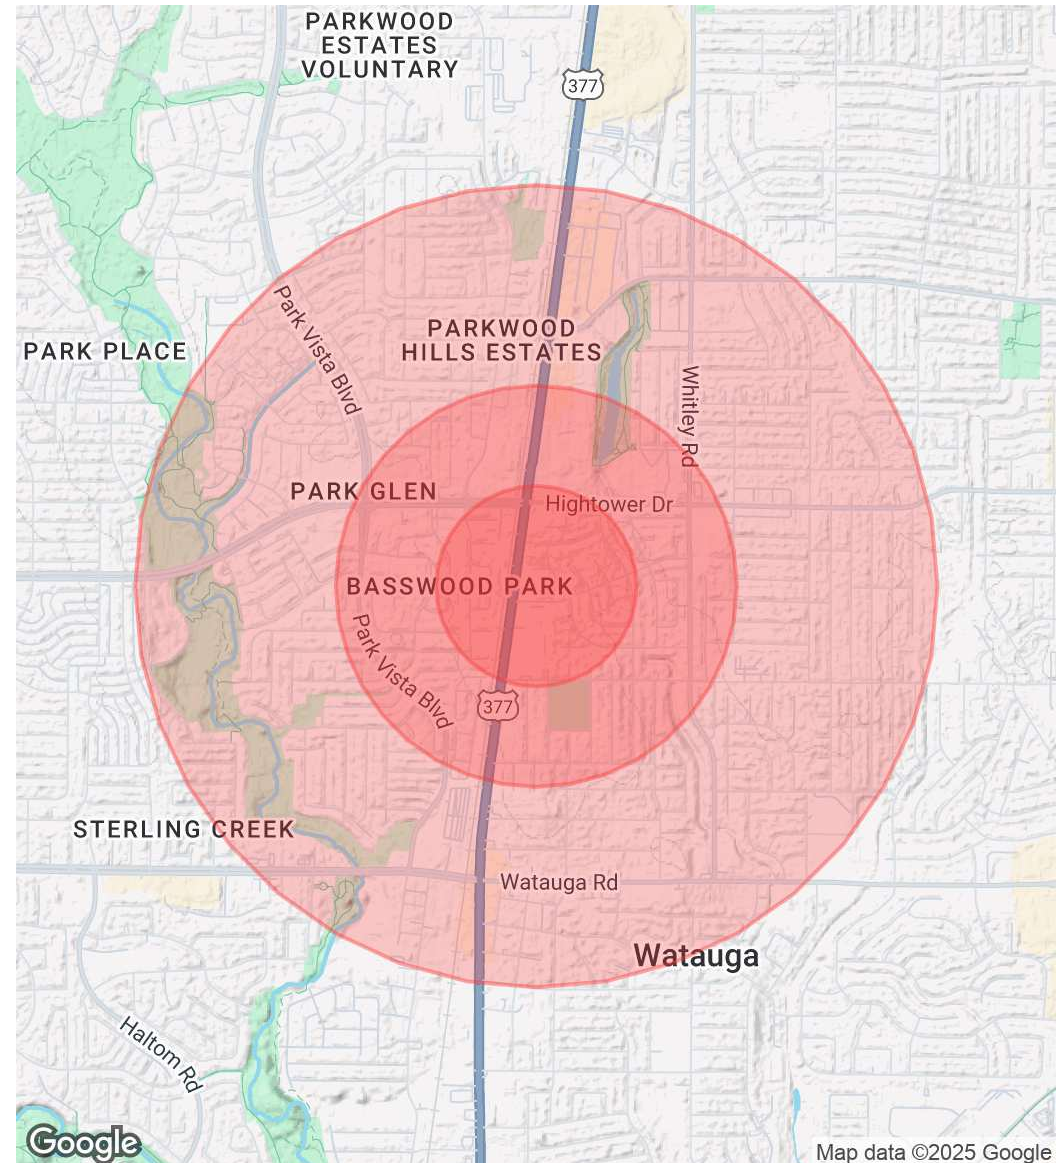 PARKWOOD
ESTATES
VOLUNTARY
377
Park Vista Blvd
PARKWOOD
HILLS ESTATES
PARK PLACE
Whitley Rd
PARK GLEN
Hightower Dr
BASSWOOD PARK
Park Vista Blvd
377
STERLING CREEK
Watauga Rd
Watauga
Haltom Rd
Google
Map data ©2025 Google